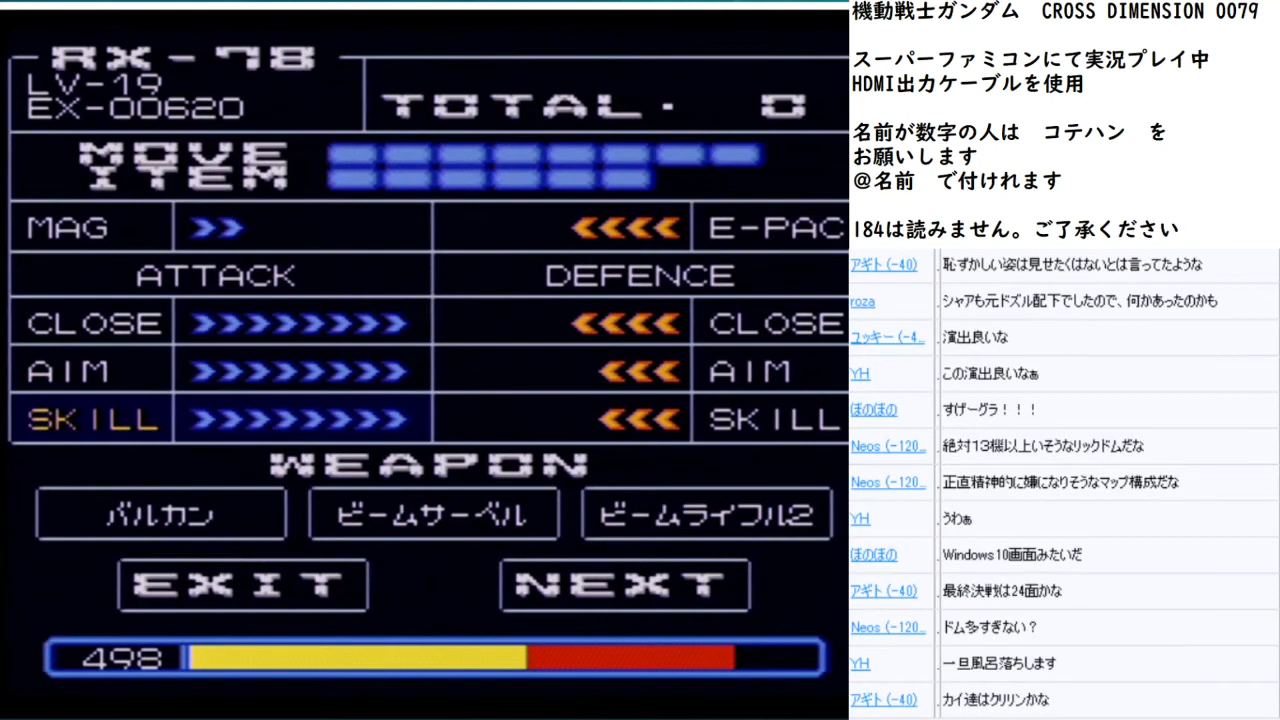 RX-78
LV-19
EX-00620
TOTAL・ 0
MOVE
ITEM
MAG
E-PAC
ATTACK
DEFENCE
CLOSE
CLOSE
AIM
AIM
SKILL
SKILL
WEAPON
バルカン
ビームサーベル
ビームライフル2
EXIT
NEXT
498
機動戦士ガンダム　CROSS DIMENSION 0079
スーパーファミコンにて実況プレイ中
HDMI出力ケーブルを使用
名前が数字の人は　コテハン　を
お願いします
＠名前　で付けれます
184は読みません。ご了承ください
アギト (-40) 恥ずかしい姿は見せたくはないとは言ってたような
roza シャアも元ドズル配下でしたので、何かあったのかも
ユッキー (-4... 演出良いな
YH この演出良いなぁ
ぼのぼの すげーグラ！！！
Neos (-120... 絶対13機以上いそうなリックドムだな
Neos (-120... 正直精神的に嫌になりそうなマップ構成だな
YH うわぁ
ぼのぼの Windows10画面みたいだ
アギト (-40) 最終決戦は24面かな
Neos (-120... ドム多すぎない？
YH 一旦風呂落ちします
アギト (-40) カイ達はクリリンかな